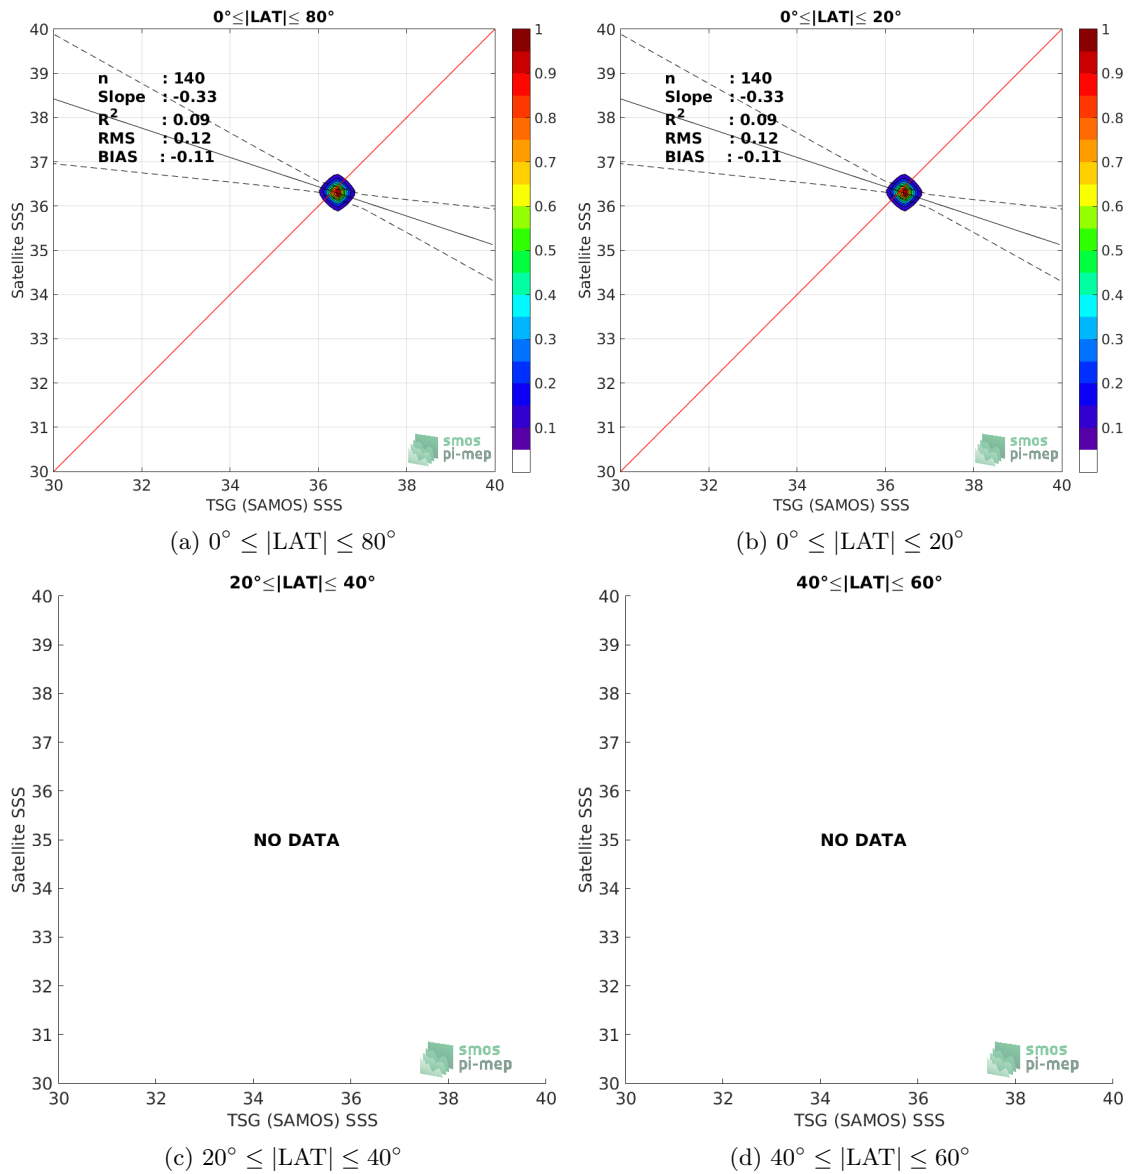 0°≤|LAT|≤ 80°
n : 140
Slope : -0.33
R2 : 0.09
RMS : 0.12
BIAS : -0.11
Satellite SSS
40
39
38
37
36
35
34
33
32
31
30
30 32 34 36 38 40
TSG (SAMOS) SSS
1
0.9
0.8
0.7
0.6
0.5
0.4
0.3
0.2
0.1
smos
pi-mep
(a) 0° ≤ |LAT| ≤ 80°
0°≤|LAT|≤ 20°
n : 140
Slope : -0.33
R2 : 0.09
RMS : 0.12
BIAS : -0.11
Satellite SSS
40
39
38
37
36
35
34
33
32
31
30
30 32 34 36 38 40
TSG (SAMOS) SSS
1
0.9
0.8
0.7
0.6
0.5
0.4
0.3
0.2
0.1
smos
pi-mep
(b) 0° ≤ |LAT| ≤ 20°
20°≤|LAT|≤ 40°
Satellite SSS
40
39
38
37
36
35
34
33
32
31
30
NO DATA
smos
pi-mep
30 32 34 36 38 40
TSG (SAMOS) SSS
(c) 20° ≤ |LAT| ≤ 40°
40°≤|LAT|≤ 60°
Satellite SSS
40
39
38
37
36
35
34
33
32
31
30
NO DATA
smos
pi-mep
30 32 34 36 38 40
TSG (SAMOS) SSS
(d) 40° ≤ |LAT| ≤ 60°